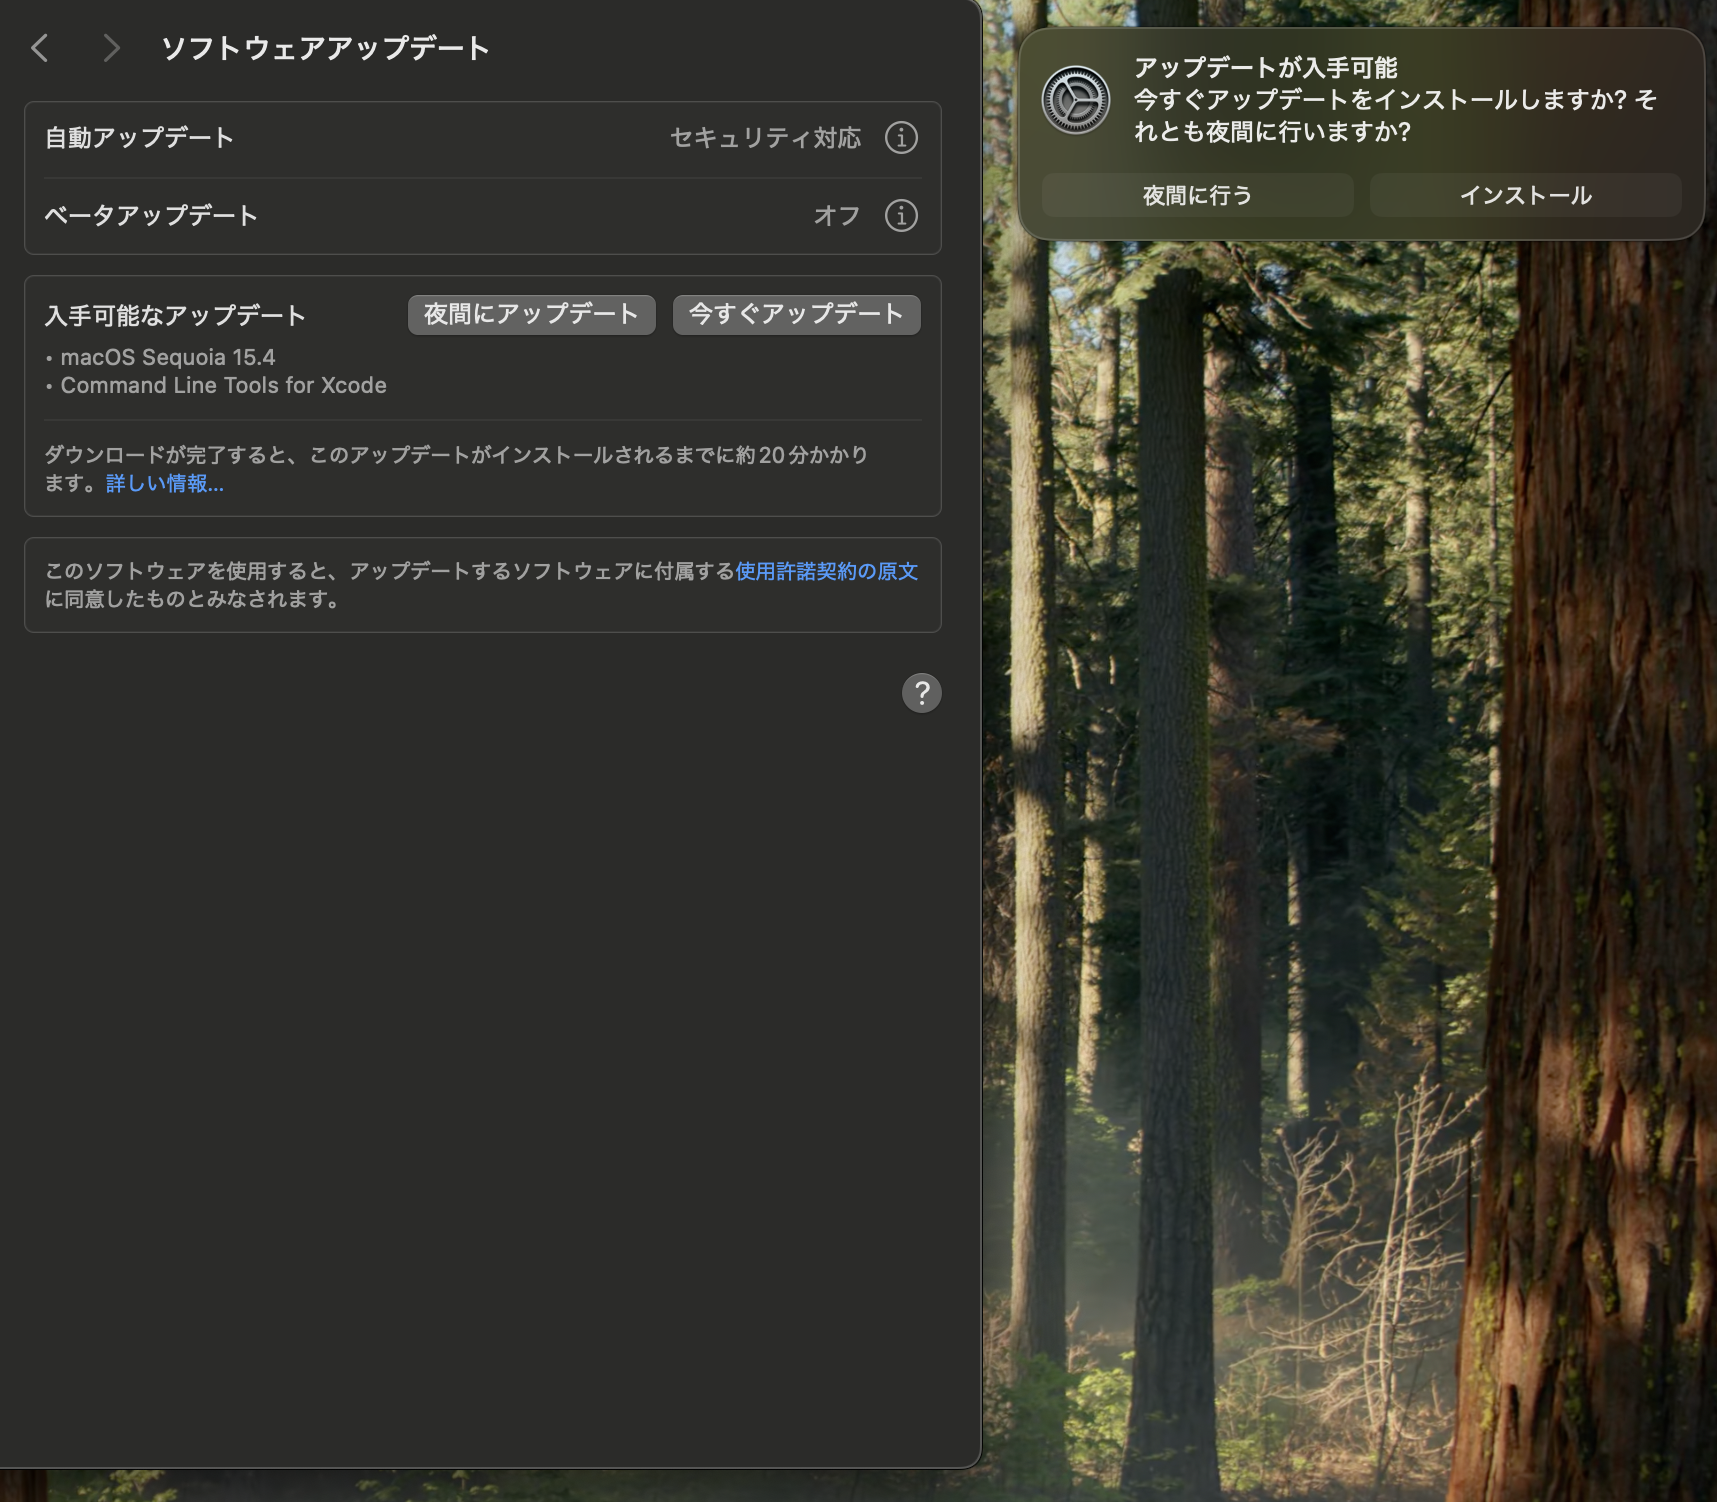 ソフトウェアアップデート
自動アップデート
セキュリティ対応
ベータアップデート
オフ
入手可能なアップデート
夜間にアップデート
今すぐアップデート
• macOS Sequoia 15.4
• Command Line Tools for Xcode
ダウンロードが完了すると、このアップデートがインストールされるまでに約20分かかり
ます。詳しい情報...
このソフトウェアを使用すると、アップデートするソフトウェアに付属する使用許諾契約の原文
に同意したものとみなされます。
?
アップデートが入手可能
今すぐアップデートをインストールしますか? そ
れとも夜間に行いますか?
夜間に行う
インストール